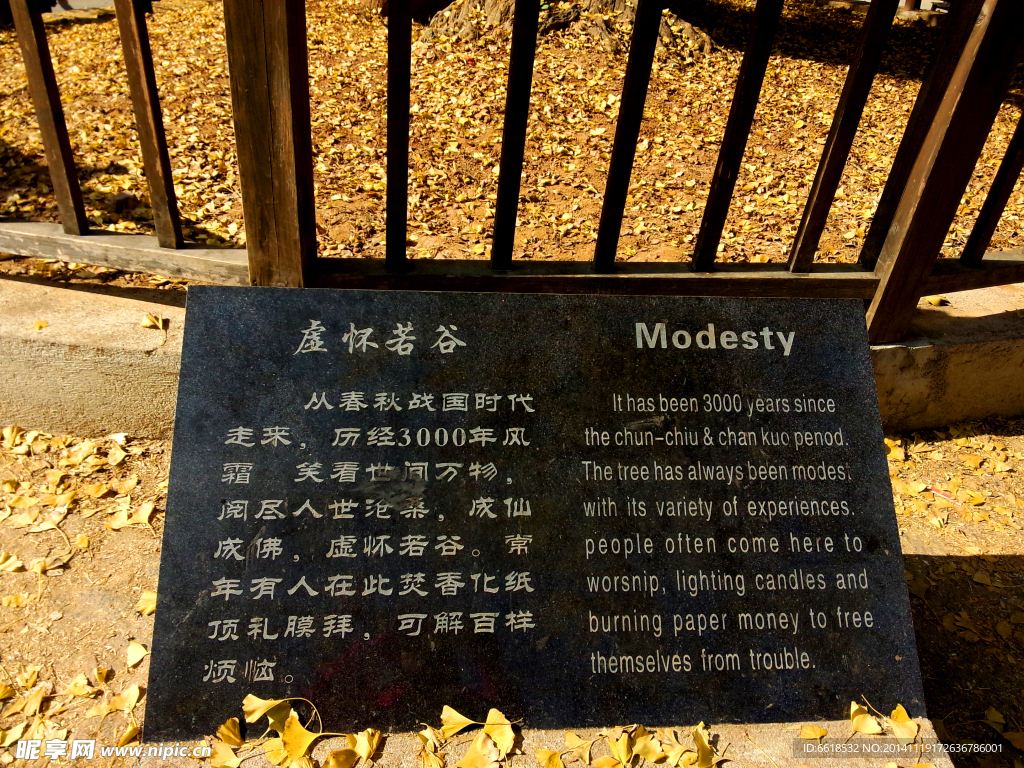 虚怀若谷
从春秋战国时代
走来，历经3000年风
霜　笑看世间万物，
阅尽人世沧桑，成仙
成佛，虚怀若谷。常
年有人在此焚香化纸
顶礼膜拜，可解百样
烦恼。
Modesty
It has been 3000 years since
the chun-chiu & chan kuo penod.
The tree has always been modest
with its variety of experiences.
people often come here to
worsnip, lighting candles and
burning paper money to free
themselves from trouble.
昵享网 www.nipic.cn
ID:6618532 NO:20141119172636786001